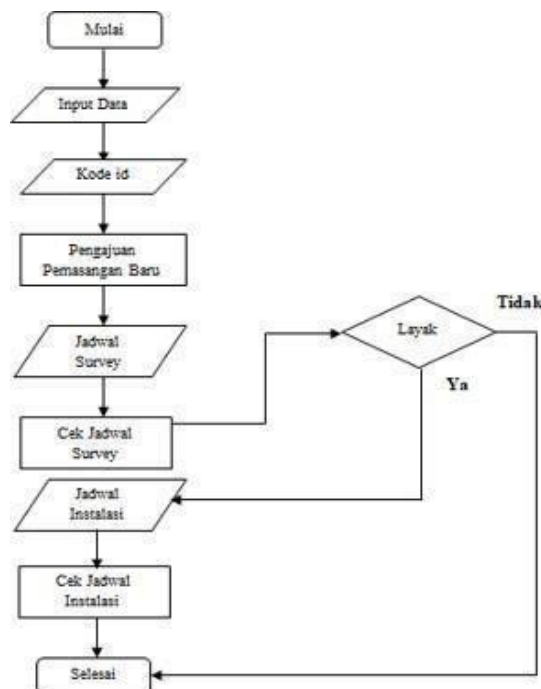 Mulai
Input Data
Kode id
Pengajuan
Pemasangan Baru
Jadwal
Survey
Cek Jadwal
Survey
Layak
Tidak
Ya
Jadwal
Instalasi
Cek Jadwal
Instalasi
Selesai